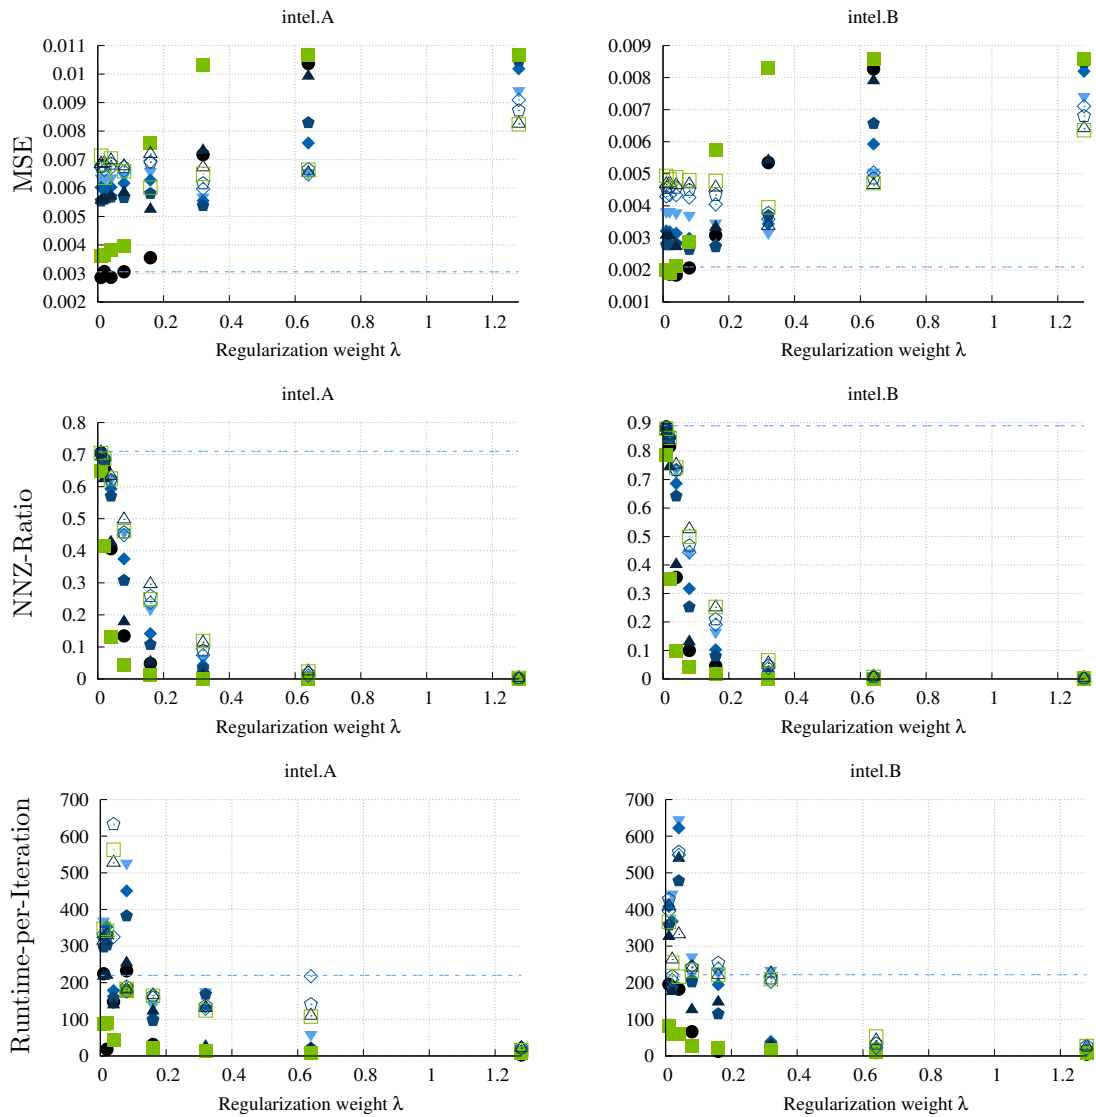 intel.A
MSE
0.011
0.01
0.009
0.008
0.007
0.006
0.005
0.004
0.003
0.002
0 0.2 0.4 0.6 0.8 1 1.2
Regularization weight λ
intel.B
0.009
0.008
0.007
0.006
0.005
0.004
0.003
0.002
0.001
0 0.2 0.4 0.6 0.8 1 1.2
Regularization weight λ
intel.A
NNZ-Ratio
0.8
0.7
0.6
0.5
0.4
0.3
0.2
0.1
0
0 0.2 0.4 0.6 0.8 1 1.2
Regularization weight λ
intel.B
0.9
0.8
0.7
0.6
0.5
0.4
0.3
0.2
0.1
0
0 0.2 0.4 0.6 0.8 1 1.2
Regularization weight λ
intel.A
Runtime-per-Iteration
700
600
500
400
300
200
100
0
0 0.2 0.4 0.6 0.8 1 1.2
Regularization weight λ
intel.B
700
600
500
400
300
200
100
0
0 0.2 0.4 0.6 0.8 1 1.2
Regularization weight λ